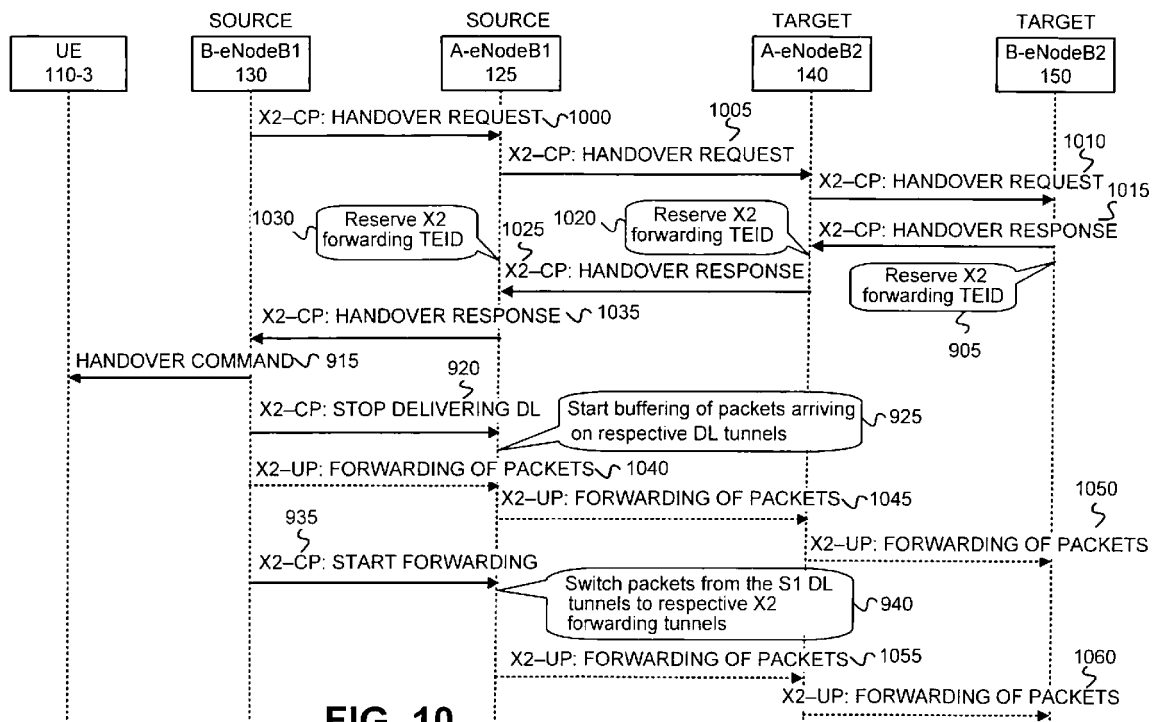 SOURCE SOURCE TARGET TARGET
UE B-eNodeB1 A-eNodeB1 A-eNodeB2 B-eNodeB2
110-3 130 125 140 150
X2–CP: HANDOVER REQUEST 1000
1005
X2–CP: HANDOVER REQUEST
1010
X2–CP: HANDOVER REQUEST
1015
X2–CP: HANDOVER RESPONSE
1030 Reserve X2
forwarding TEID
1020 Reserve X2
forwarding TEID
1025
X2–CP: HANDOVER RESPONSE
Reserve X2
forwarding TEID
905
X2–CP: HANDOVER RESPONSE 1035
HANDOVER COMMAND 915
920
X2–CP: STOP DELIVERING DL
Start buffering of packets arriving
on respective DL tunnels
925
X2–UP: FORWARDING OF PACKETS 1040
X2–UP: FORWARDING OF PACKETS 1045
1050
X2–UP: FORWARDING OF PACKETS
935
X2–CP: START FORWARDING
Switch packets from the S1 DL
tunnels to respective X2
forwarding tunnels
940
X2–UP: FORWARDING OF PACKETS 1055
1060
X2–UP: FORWARDING OF PACKETS
FIG. 10